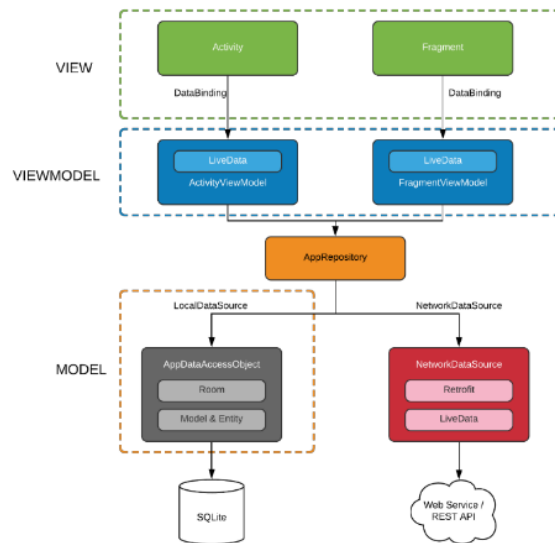 Activity
Fragment
VIEW
DataBinding
DataBinding
LiveData
LiveData
VIEWMODEL
ActivityViewModel
FragmentViewModel
AppRepository
LocalDataSource
NetworkDataSource
AppDataAccessObject
NetworkDataSource
MODEL
Room
Retrofit
Model & Entity
LiveData
SQLite
Web Service /
REST API